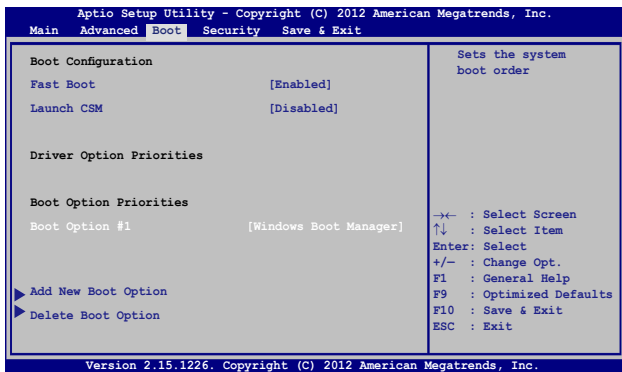 Aptio Setup Utility - Copyright (C) 2012 American Megatrends, Inc.
Main Advanced Boot Security Save & Exit
Boot Configuration
Fast Boot [Enabled]
Launch CSM [Disabled]
Driver Option Priorities
Boot Option Priorities
Boot Option #1 [Windows Boot Manager]
Add New Boot Option
Delete Boot Option
Sets the system
boot order
→← : Select Screen
↑↓ : Select Item
Enter: Select
+/— : Change Opt.
F1 : General Help
F9 : Optimized Defaults
F10 : Save & Exit
ESC : Exit
Version 2.15.1226. Copyright (C) 2012 American Megatrends, Inc.